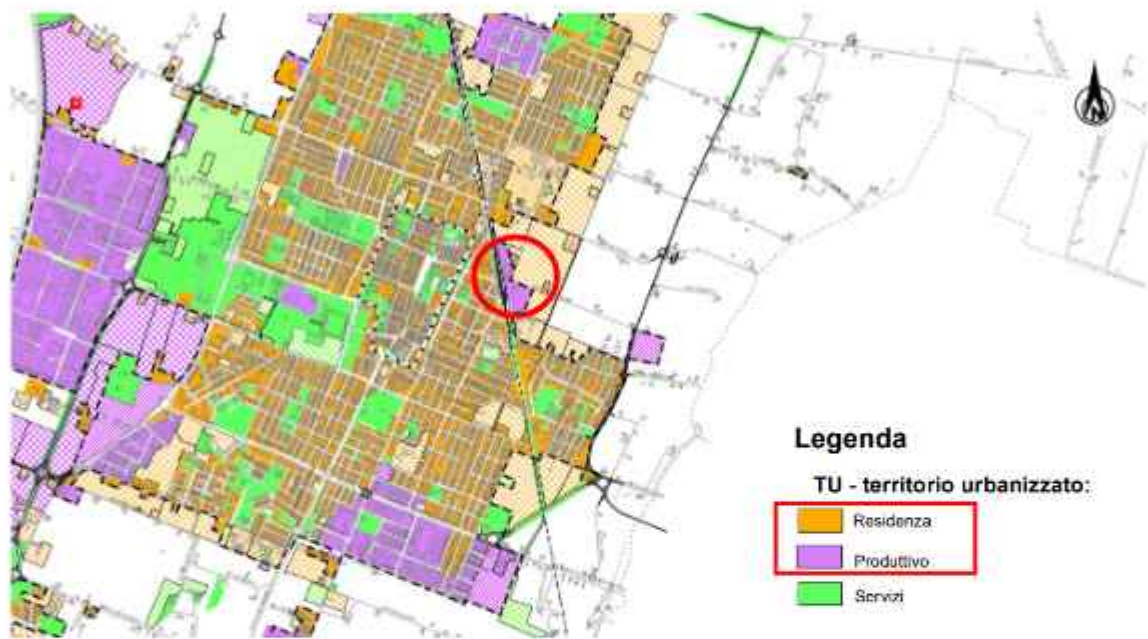 Legenda
TU - territorio urbanizzato:
Residenza
Produttivo
Servizi